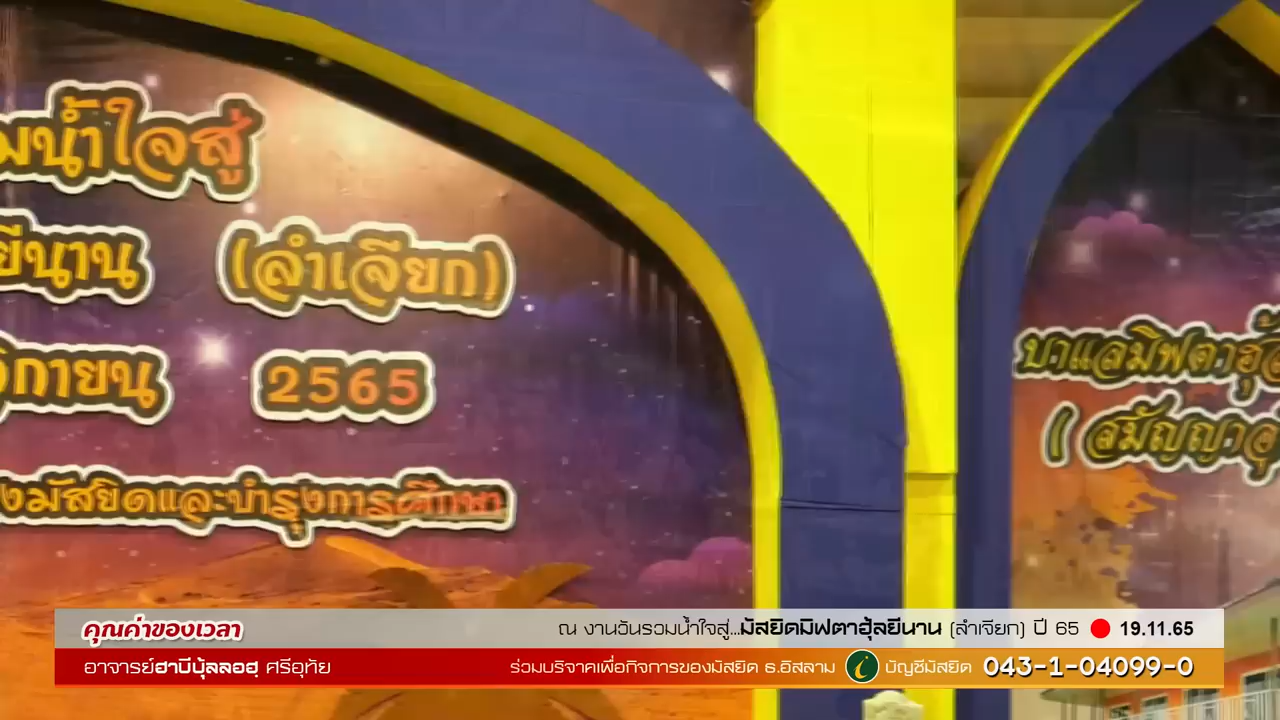 มน้ำใจสู่
ยีนาน (ลำเจียก)
กายน 2565
งมัสยิดและบำรุงการศึกษา
บาแลมิฟตาฮุ้ล
( สมัญญา
คุณค่าของเวลา
ณ งานวันรวมน้ำใจสู่...มัสยิดมิฟตาฮุ้ลยีนาน (ลำเจียก) ปี 65 19.11.65
อาจารย์ฮาบีบุ้ลลอฮฺ ศรีอุทัย
ร่วมบริจาคเพื่อกิจการของมัสยิด ธ.อิสลาม บัญชีมัสยิด 043-1-04099-0